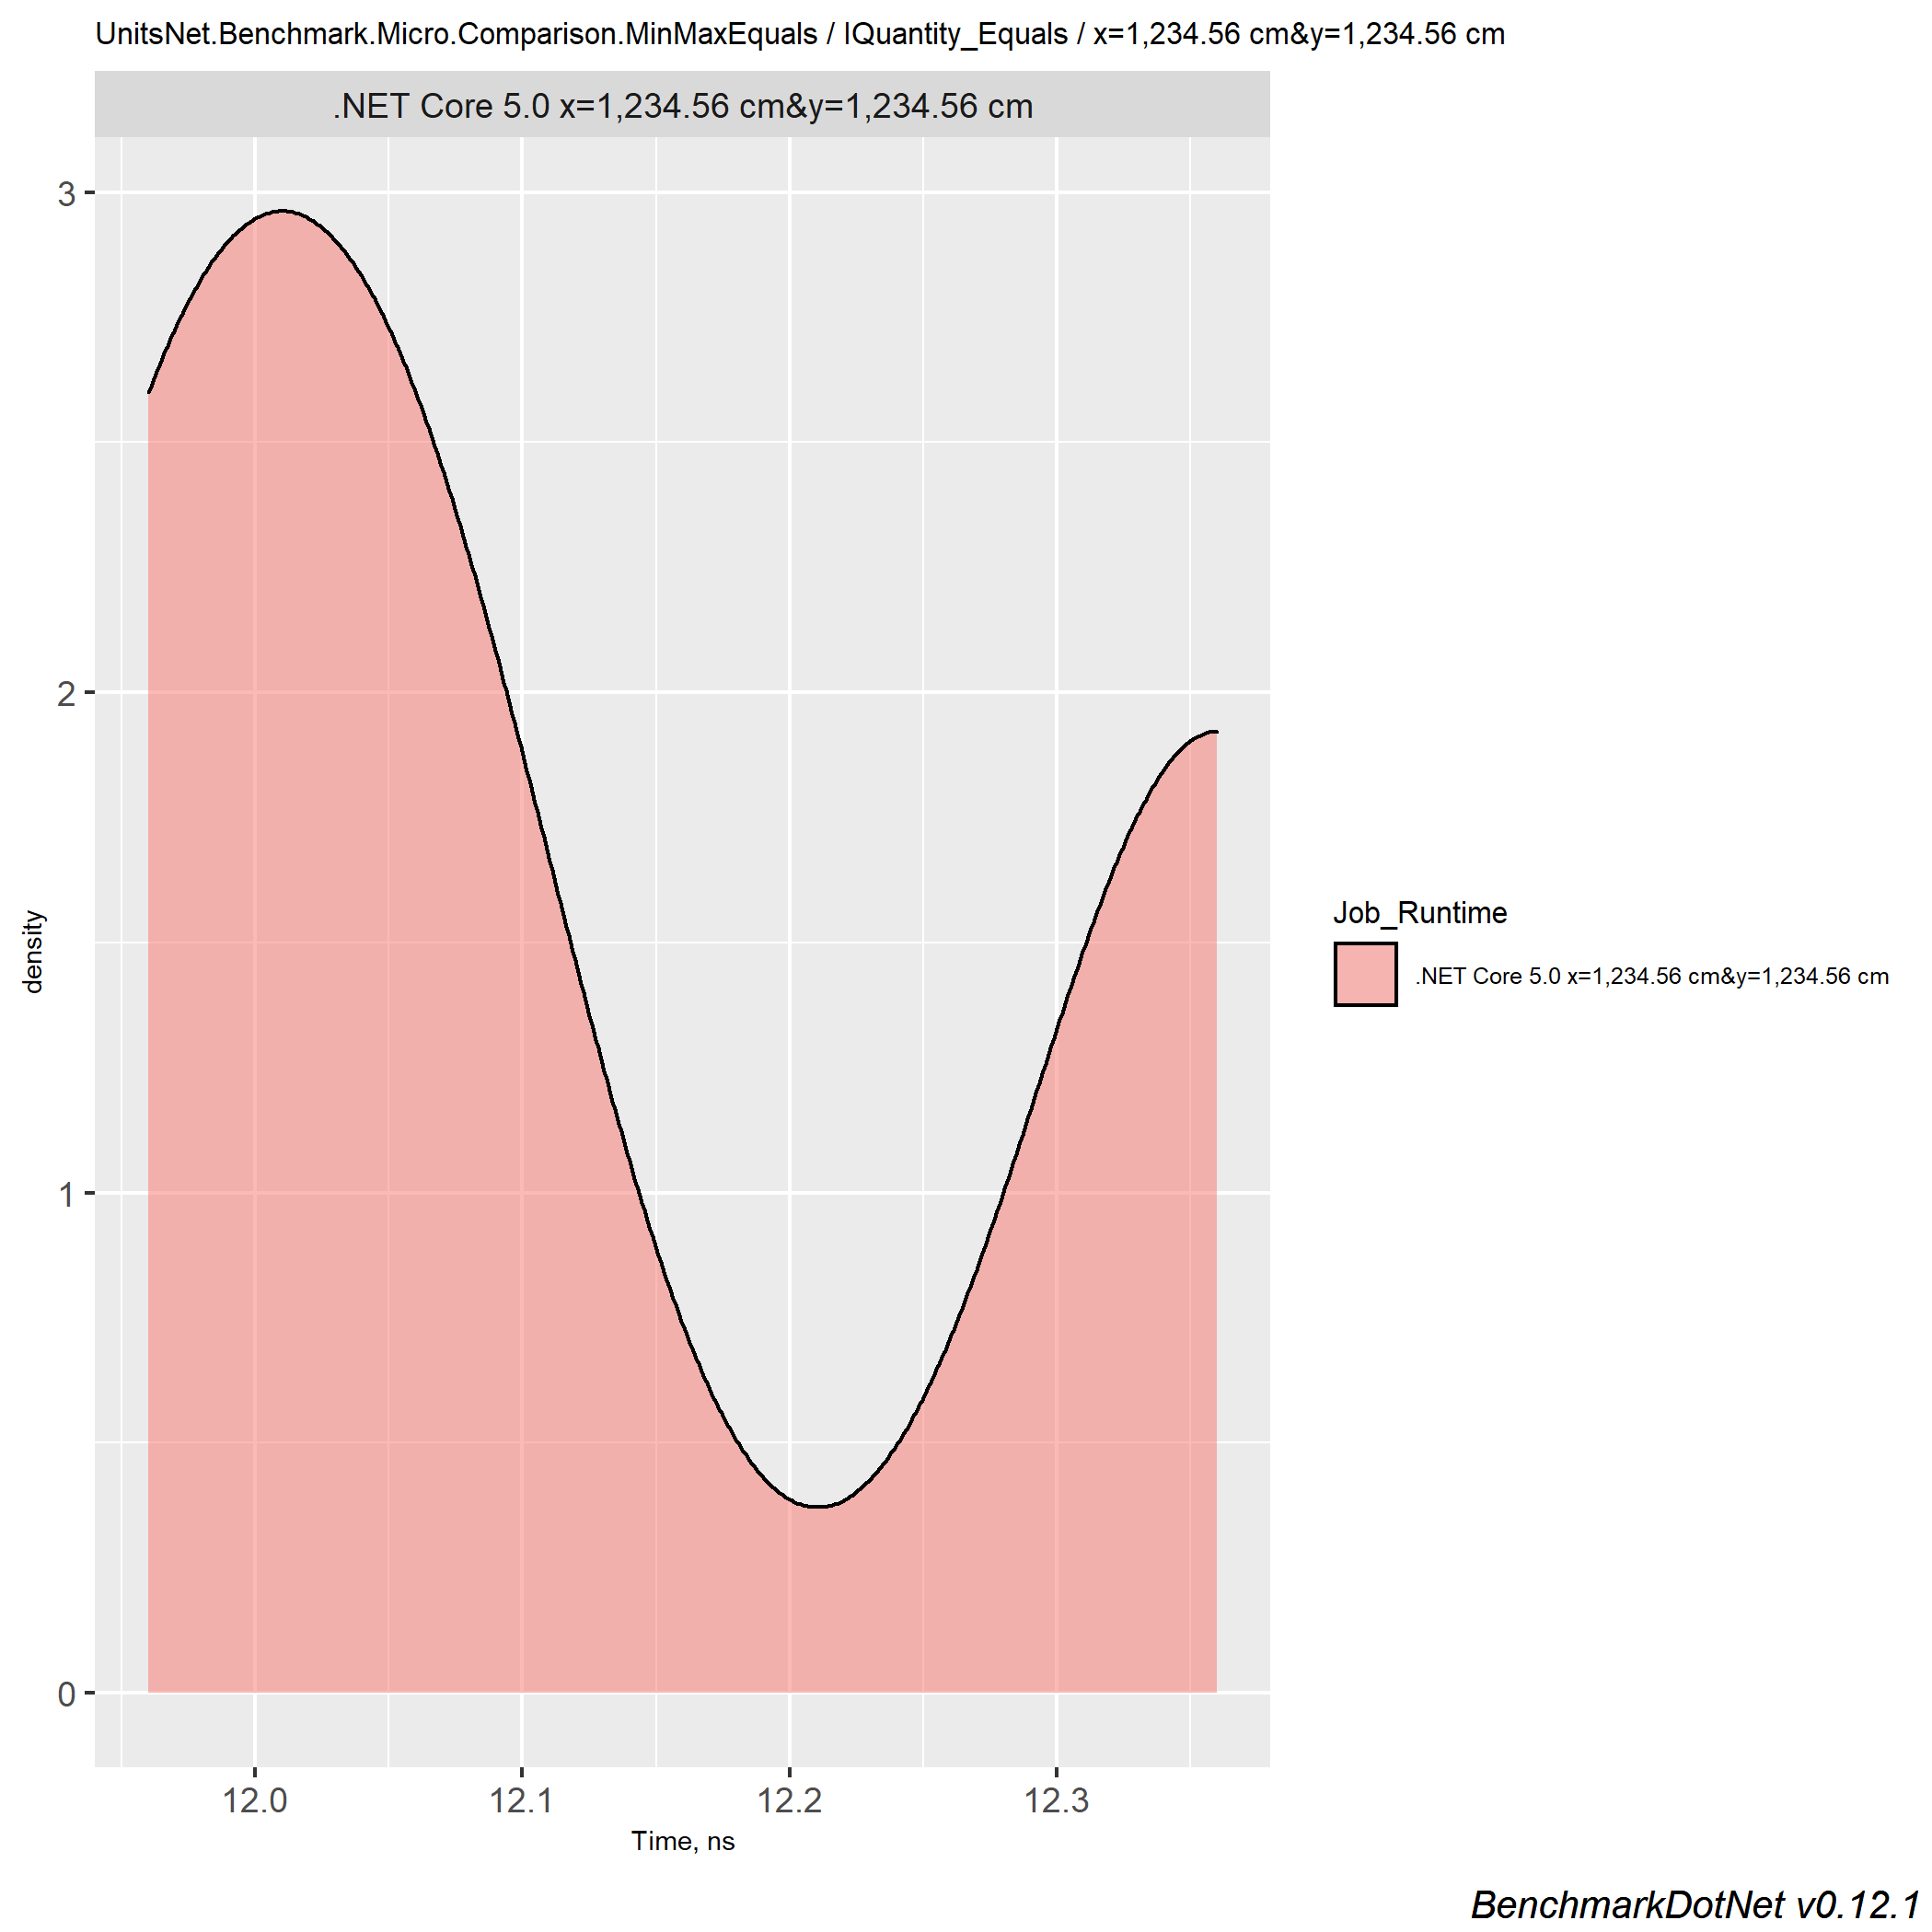 UnitsNet.Benchmark.Micro.Comparison.MinMaxEquals / IQuantity_Equals / x=1,234.56 cm&y=1,234.56 cm
.NET Core 5.0 x=1,234.56 cm&y=1,234.56 cm
3
2
1
0
density
12.0 12.1 12.2 12.3
Time, ns
Job_Runtime
.NET Core 5.0 x=1,234.56 cm&y=1,234.56 cm
BenchmarkDotNet v0.12.1